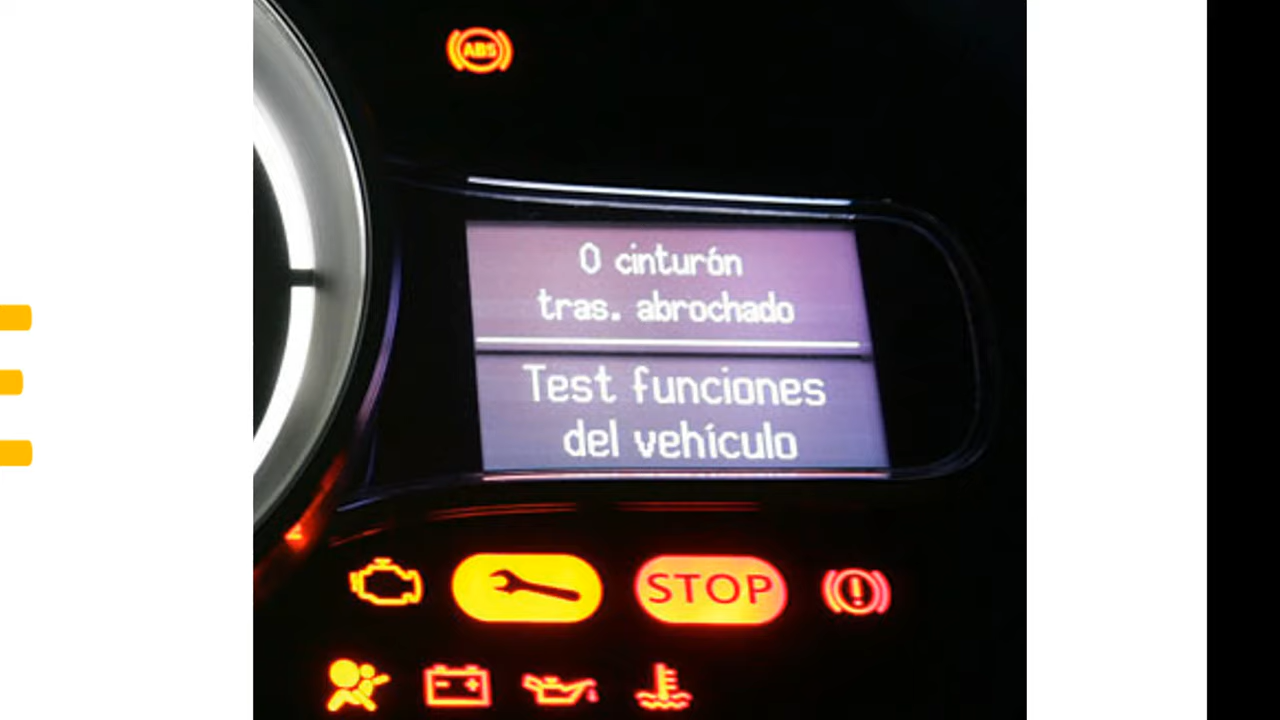 ABS
0 cinturón
tras. abrochado
Test funciones
del vehículo
STOP